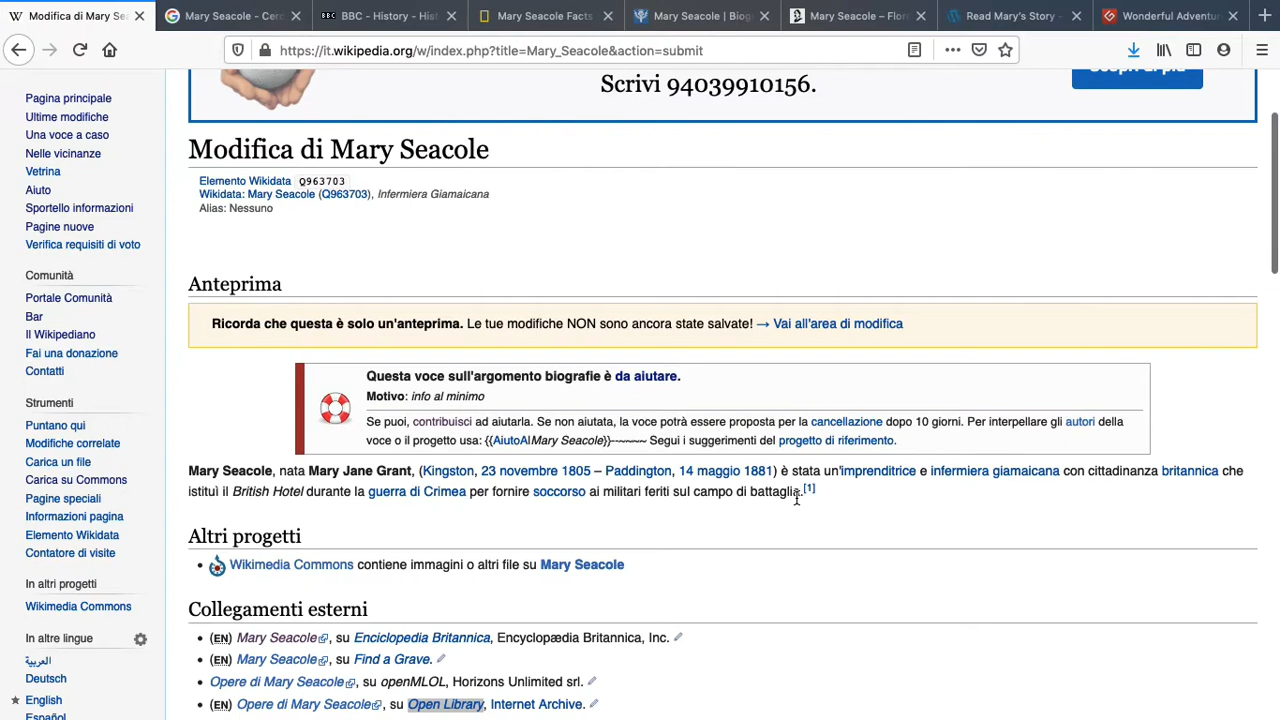 Modifica di Mary Sea
Mary Seacole - Cerc
BBC - History - Hist
Mary Seacole Facts
Mary Seacole | Biog
Mary Seacole – Flor
Read Mary's Story -
Wonderful Adventu
https://it.wikipedia.org/w/index.php?title=Mary_Seacole&action=submit
Scrivi 94039910156.
Scopri di più
Pagina principale
Ultime modifiche
Una voce a caso
Nelle vicinanze
Vetrina
Aiuto
Sportello informazioni
Pagine nuove
Verifica requisiti di voto
Comunità
Portale Comunità
Bar
Il Wikipediano
Fai una donazione
Contatti
Strumenti
Puntano qui
Modifiche correlate
Carica un file
Carica su Commons
Pagine speciali
Informazioni pagina
Elemento Wikidata
Contatore di visite
In altri progetti
Wikimedia Commons
In altre lingue
العربية
Deutsch
English
Español
Modifica di Mary Seacole
Elemento Wikidata Q963703
Wikidata: Mary Seacole (Q963703), Infermiera Giamaicana
Alias: Nessuno
Anteprima
Ricorda che questa è solo un'anteprima. Le tue modifiche NON sono ancora state salvate! → Vai all'area di modifica
Questa voce sull'argomento biografie è da aiutare.
Motivo: info al minimo
Se puoi, contribuisci ad aiutarla. Se non aiutata, la voce potrà essere proposta per la cancellazione dopo 10 giorni. Per interpellare gli autori della
voce o il progetto usa: {{AiutoA|Mary Seacole}}--~~~~ Segui i suggerimenti del progetto di riferimento.
Mary Seacole, nata Mary Jane Grant, (Kingston, 23 novembre 1805 – Paddington, 14 maggio 1881) è stata un'imprenditrice e infermiera giamaicana con cittadinanza britannica che
istituì il British Hotel durante la guerra di Crimea per fornire soccorso ai militari feriti sul campo di battaglia.[1]
Altri progetti
Wikimedia Commons contiene immagini o altri file su Mary Seacole
Collegamenti esterni
(EN) Mary Seacole, su Enciclopedia Britannica, Encyclopædia Britannica, Inc.
(EN) Mary Seacole, su Find a Grave.
Opere di Mary Seacole, su openMLOL, Horizons Unlimited srl.
(EN) Opere di Mary Seacole, su Open Library, Internet Archive.